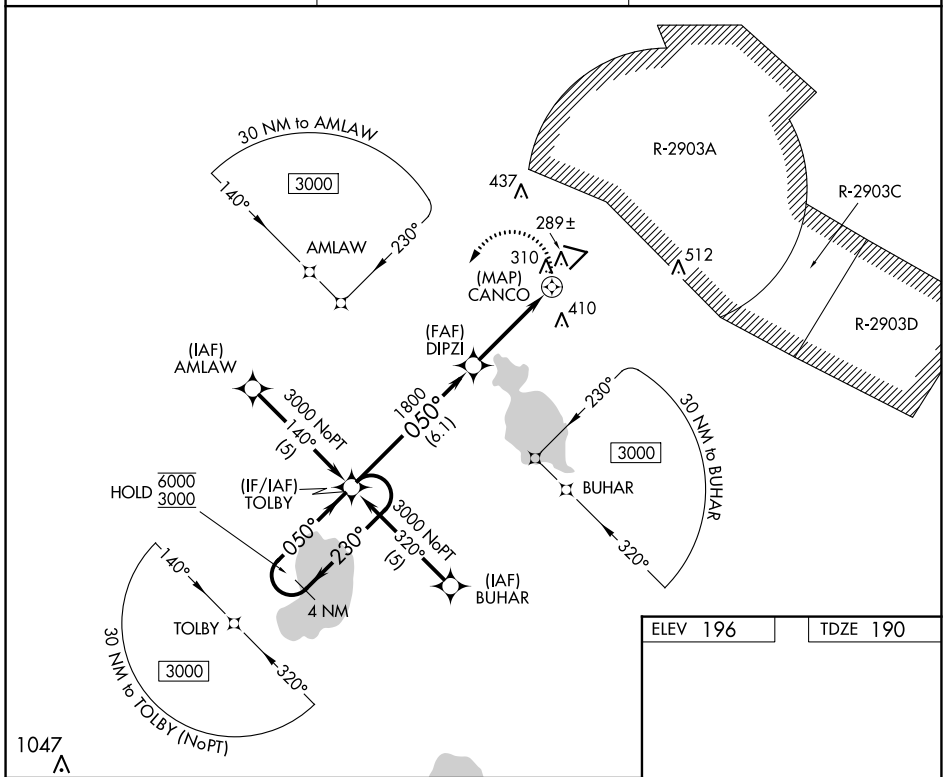 30 NM to AMLAW
3000
140°
230°
AMLAW
R-2903A
R-2903C
R-2903D
437
289±
310
512
(MAP)
CANCO
410
(FAF)
DIPZI
(IAF)
AMLAW
3000 NoPT
140°
(5)
1800
050°
(6.1)
30 NM to BUHAR
230°
3000
BUHAR
320°
HOLD 6000
3000
(IF/IAF)
TOLBY
050°
230°
3000 NoPT
320°
(5)
(IAF)
BUHAR
4 NM
140°
TOLBY
320°
3000
30 NM to TOLBY (NoPT)
1047
ELEV 196
TDZE 190